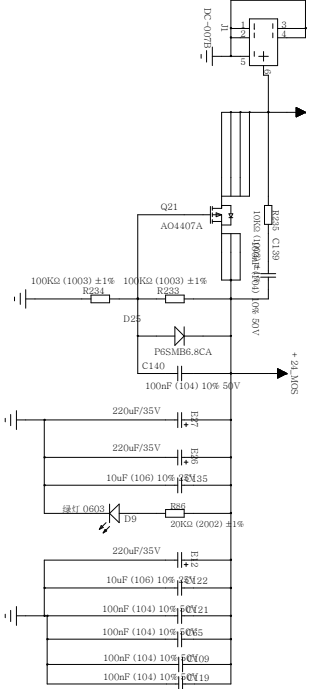 DC-007B
J1
1
2
3
4
5
6
Q21
AO4407A
R235
C139
10KΩ (1002) ±1%
100nF (104) 10% 50V
100KΩ (1003) ±1%
R234
100KΩ (1003) ±1%
R233
D25
P6SMB6.8CA
C140
100nF (104) 10% 50V
+24_MOS
220uF/35V
E27
220uF/35V
E26
10uF (106) 10% 25V
C135
绿灯 0603
D9
R86
20KΩ (2002) ±1%
220uF/35V
E12
10uF (106) 10% 25V
C122
100nF (104) 10% 50V
C121
100nF (104) 10% 50V
C65
100nF (104) 10% 50V
C109
100nF (104) 10% 50V
C119